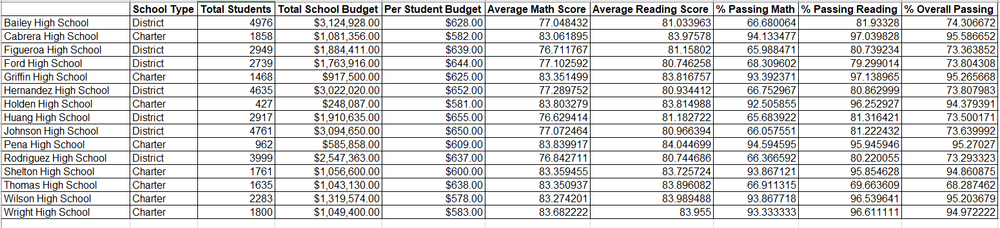 School Type Total Students Total School Budget Per Student Budget Average Math Score Average Reading Score % Passing Math % Passing Reading % Overall Passing
Bailey High School District 4976 $3,124,928.00 $628.00 77.048432 81.033963 66.680064 81.93328 74.306672
Cabrera High School Charter 1858 $1,081,356.00 $582.00 83.061895 83.97578 94.133477 97.039828 95.586652
Figueroa High School District 2949 $1,884,411.00 $639.00 76.711767 81.15802 65.988471 80.739234 73.363852
Ford High School District 2739 $1,763,916.00 $644.00 77.102592 80.746258 68.309602 79.299014 73.804308
Griffin High School Charter 1468 $917,500.00 $625.00 83.351499 83.816757 93.392371 97.138965 95.265668
Hernandez High School District 4635 $3,022,020.00 $652.00 77.289752 80.934412 66.752967 80.862999 73.807983
Holden High School Charter 427 $248,087.00 $581.00 83.803279 83.814988 92.505855 96.252927 94.379391
Huang High School District 2917 $1,910,635.00 $655.00 76.629414 81.182722 65.683922 81.316421 73.500171
Johnson High School District 4761 $3,094,650.00 $650.00 77.072464 80.966394 66.057551 81.222432 73.639992
Pena High School Charter 962 $585,858.00 $609.00 83.839917 84.044699 94.594595 95.945946 95.27027
Rodriguez High School District 3999 $2,547,363.00 $637.00 76.842711 80.744686 66.366592 80.220055 73.293323
Shelton High School Charter 1761 $1,056,600.00 $600.00 83.359455 83.725724 93.867121 95.854628 94.860875
Thomas High School Charter 1635 $1,043,130.00 $638.00 83.350937 83.896082 66.911315 69.663609 68.287462
Wilson High School Charter 2283 $1,319,574.00 $578.00 83.274201 83.989488 93.867718 96.539641 95.203679
Wright High School Charter 1800 $1,049,400.00 $583.00 83.682222 83.955 93.333333 96.611111 94.972222